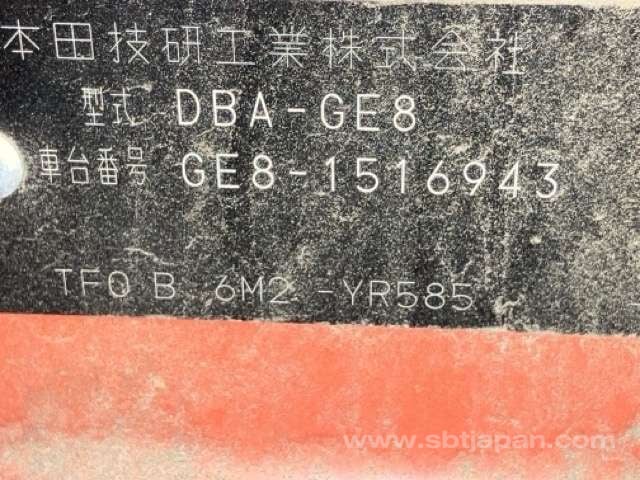 本田技研工業株式会社
型式 DBA-GE8
車台番号 GE8-1516943
TF0 B 6M2 -YR585
www.sbtjapan.com